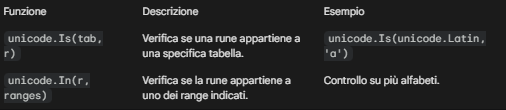 Funzione Descrizione Esempio
unicode.Is(tab, r) Verifica se una rune appartiene a una specifica tabella. unicode.Is(unicode.Latin, 'a')
unicode.In(r, ranges) Verifica se la rune appartiene a uno dei range indicati. Controllo su più alfabeti.